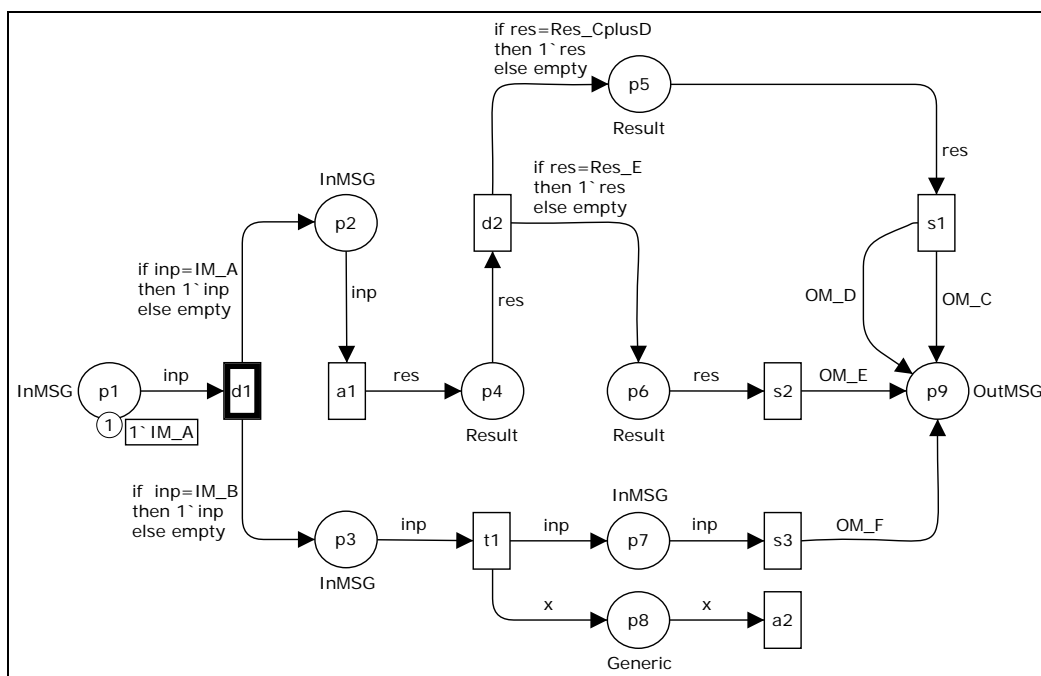 if res=Res_CplusD
then 1`res
else empty
p5
Result
res
if res=Res_E
then 1`res
else empty
InMSG
p2
d2
s1
if inp=IM_A
then 1`inp
else empty
inp
res
OM_D
OM_C
InMSG
p1
inp
d1
a1
res
p4
p6
res
s2
OM_E
p9
OutMSG
1
1`IM_A
Result
Result
if  inp=IM_B
then 1`inp
else empty
InMSG
p3
inp
t1
inp
p7
inp
s3
OM_F
InMSG
x
p8
x
a2
Generic